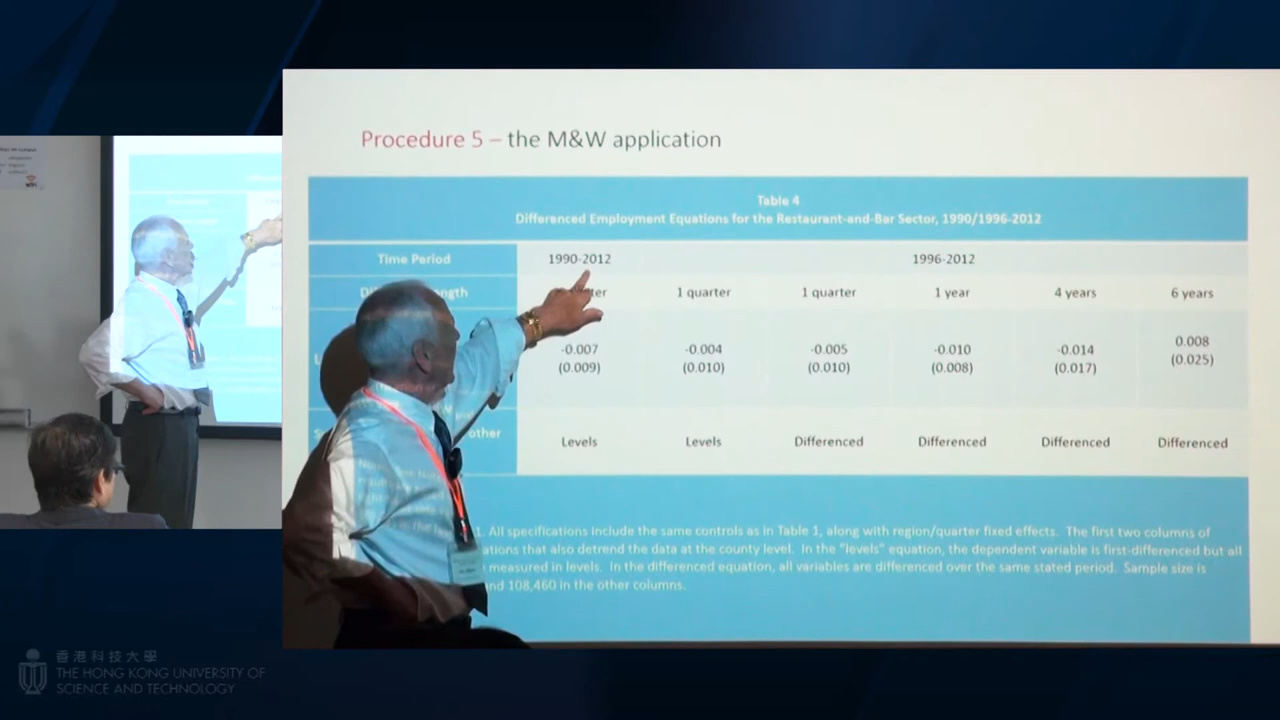 Procedure 5 – the M&W application
Table 4
Differenced Employment Equations for the Restaurant-and-Bar Sector, 1990/1996-2012
Time Period 1990-2012 1996-2012
1 quarter 1 quarter 1 year 4 years 6 years
-0.007 -0.004 -0.005 -0.010 -0.014 0.008
(0.009) (0.010) (0.010) (0.008) (0.017) (0.025)
other
Levels Levels Differenced Differenced Differenced Differenced
All specifications include the same controls as in Table 1, along with region/quarter fixed effects. The first two columns of
that also detrend the data at the county level. In the "levels" equation, the dependent variable is first-differenced but all
measured in levels. In the differenced equation, all variables are differenced over the same stated period. Sample size is
108,460 in the other columns.
香港科技大學
THE HONG KONG UNIVERSITY OF
SCIENCE AND TECHNOLOGY